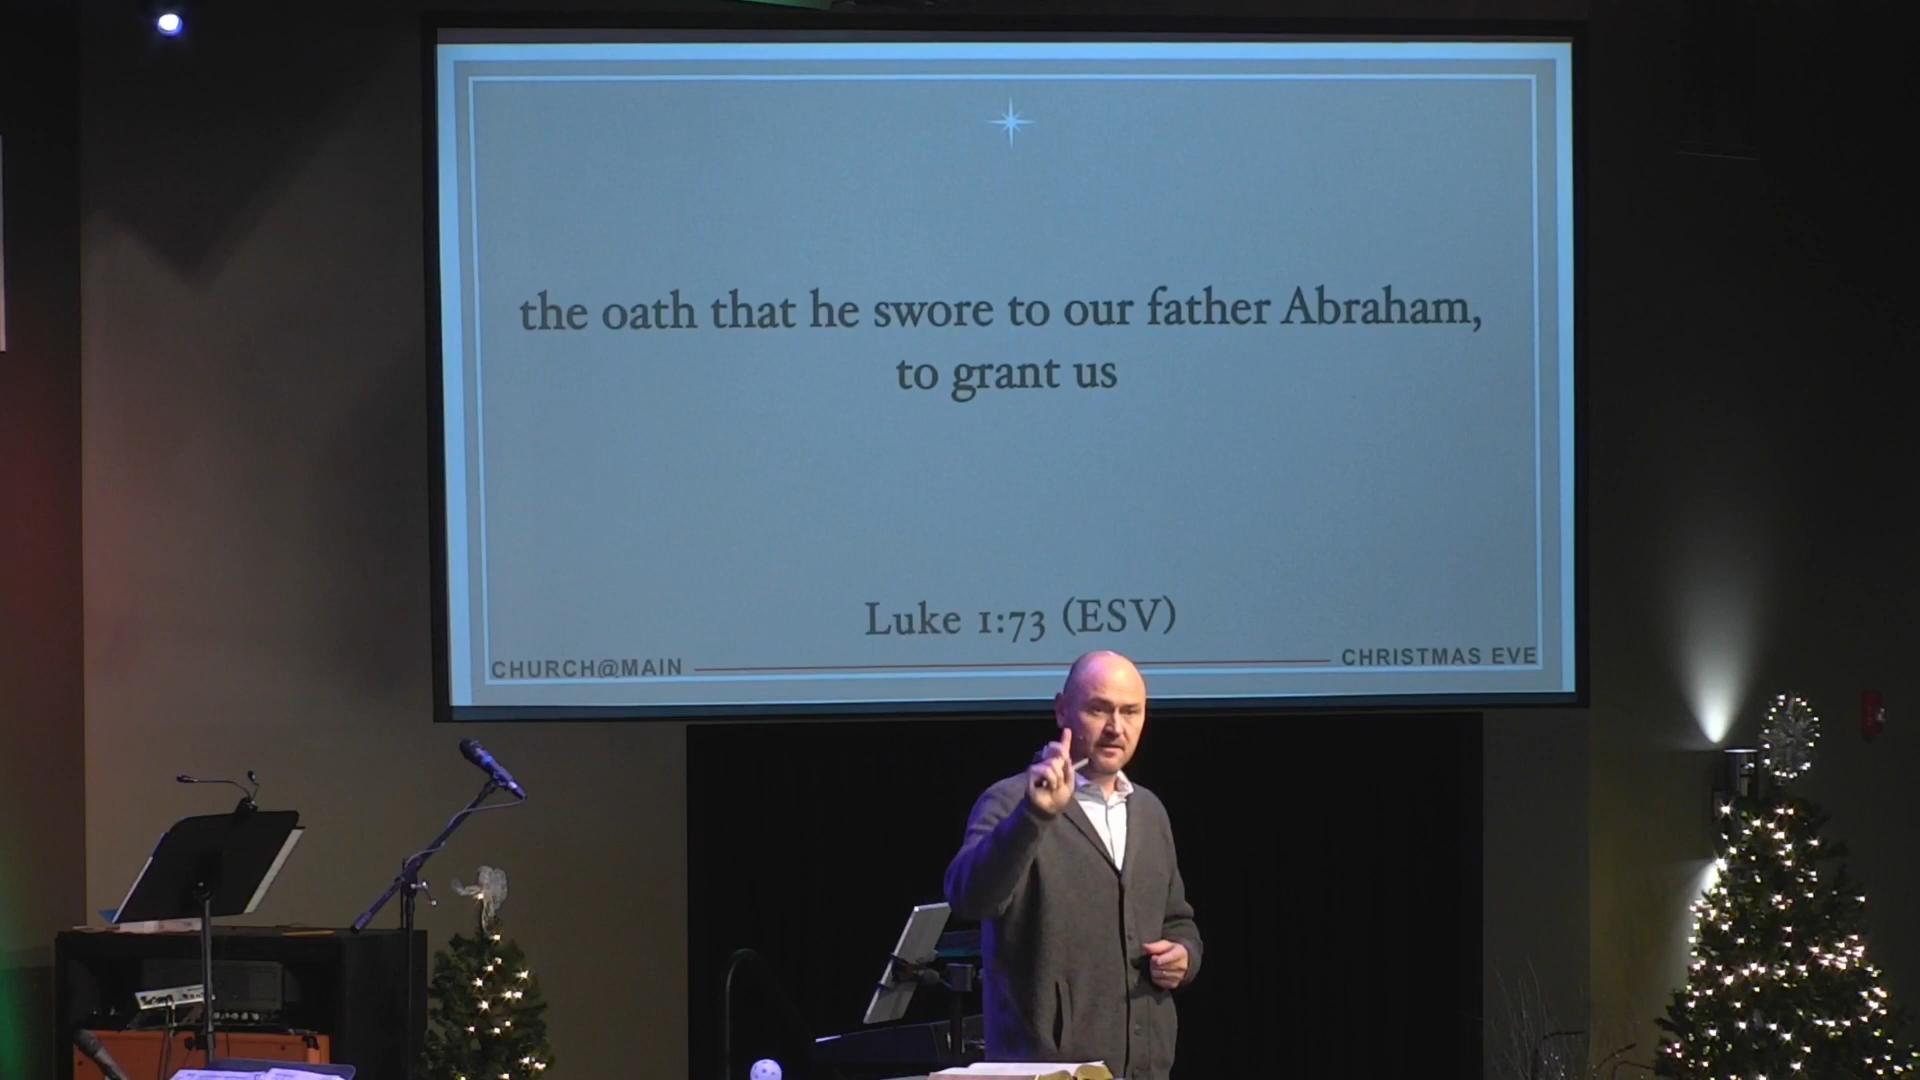 the oath that he swore to our father Abraham,
to grant us
Luke 1:73 (ESV)
CHURCH@MAIN
CHRISTMAS EVE